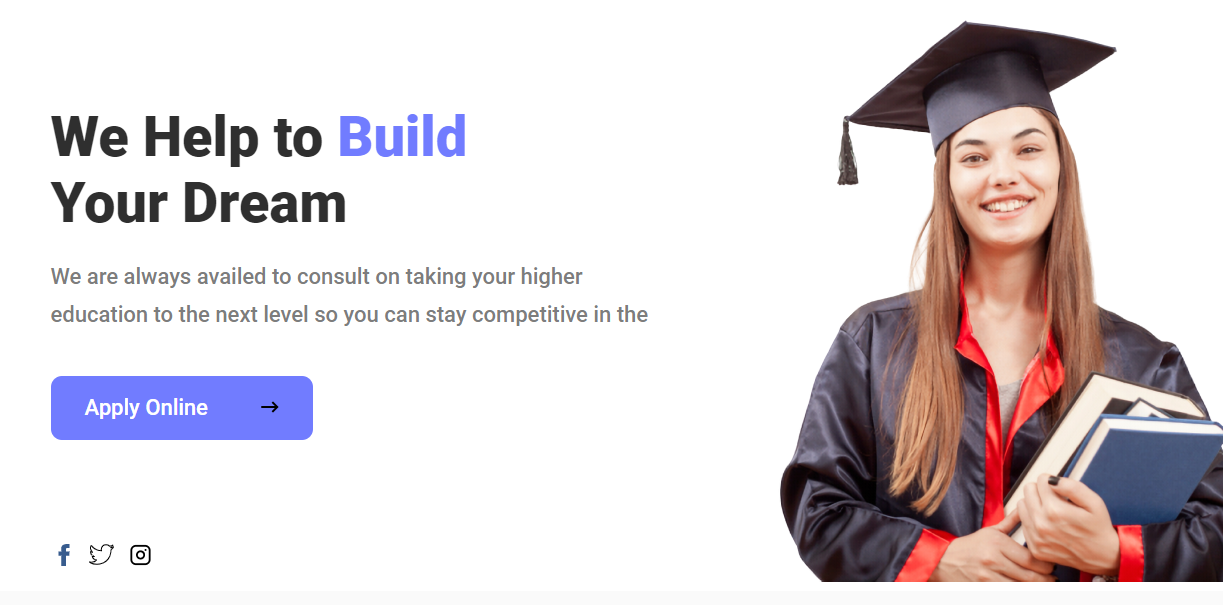 We Help to Build
Your Dream
We are always availed to consult on taking your higher
education to the next level so you can stay competitive in the
Apply Online